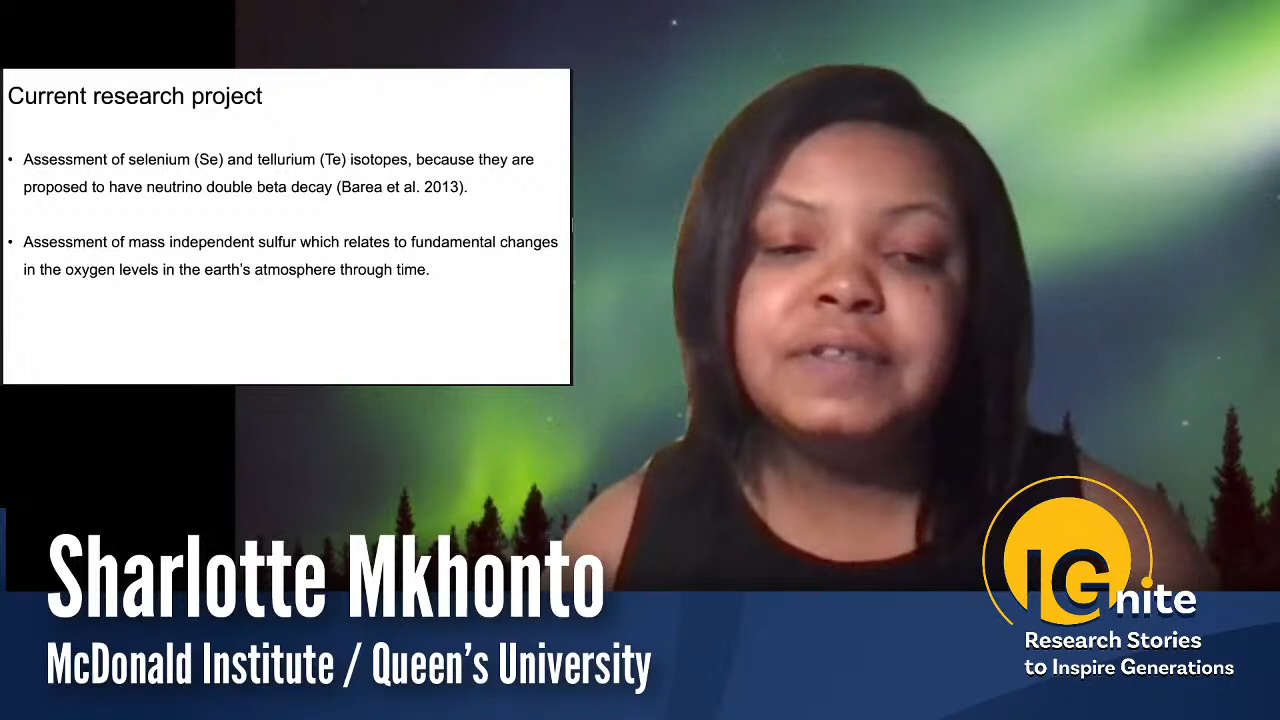 Current research project
• Assessment of selenium (Se) and tellurium (Te) isotopes, because they are
proposed to have neutrino double beta decay (Barea et al. 2013).
• Assessment of mass independent sulfur which relates to fundamental changes
in the oxygen levels in the earth's atmosphere through time.
Sharlotte Mkhonto
McDonald Institute / Queen's University
IGnite
Research Stories
to Inspire Generations